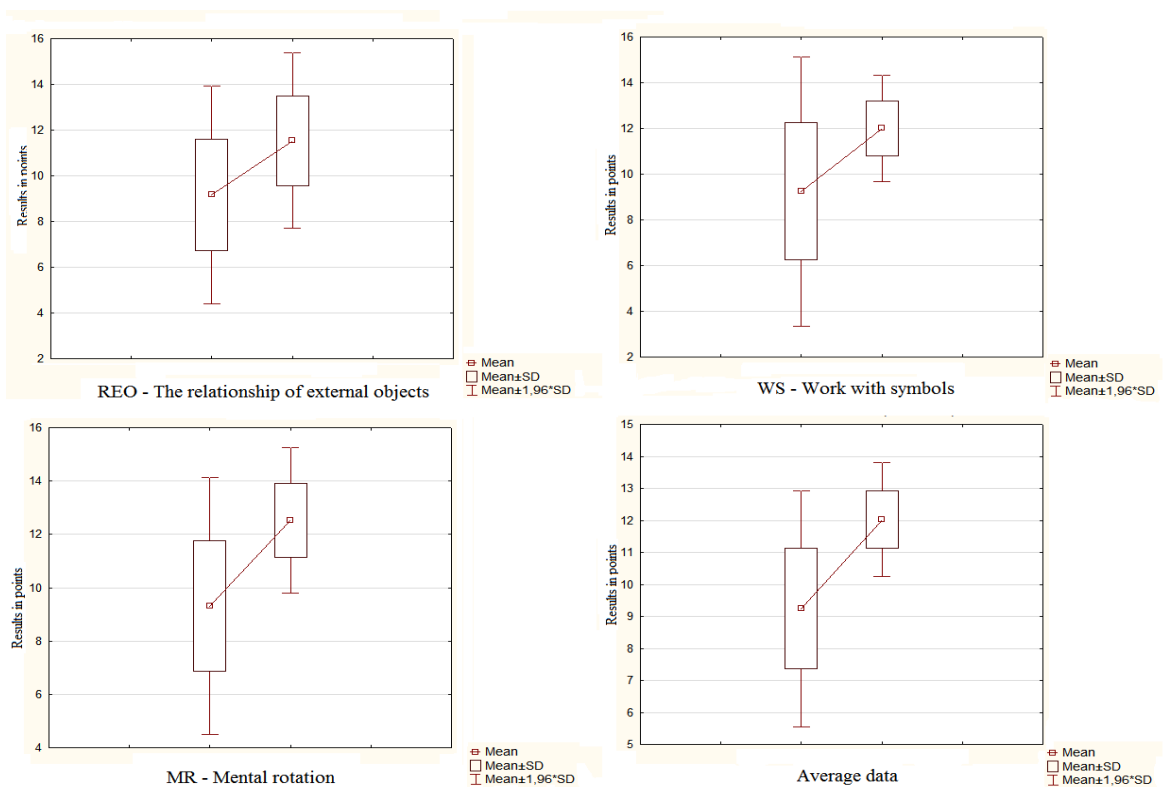 16
14
12
10
8
6
4
2
Results in points
REO - The relationship of external objects
Mean
Mean±SD
Mean±1,96*SD
16
14
12
10
8
6
4
2
Results in points
WS - Work with symbols
Mean
Mean±SD
Mean±1,96*SD
16
14
12
10
8
6
4
Results in points
MR - Mental rotation
Mean
Mean±SD
Mean±1,96*SD
15
14
13
12
11
10
9
8
7
6
5
Results in points
Average data
Mean
Mean±SD
Mean±1,96*SD